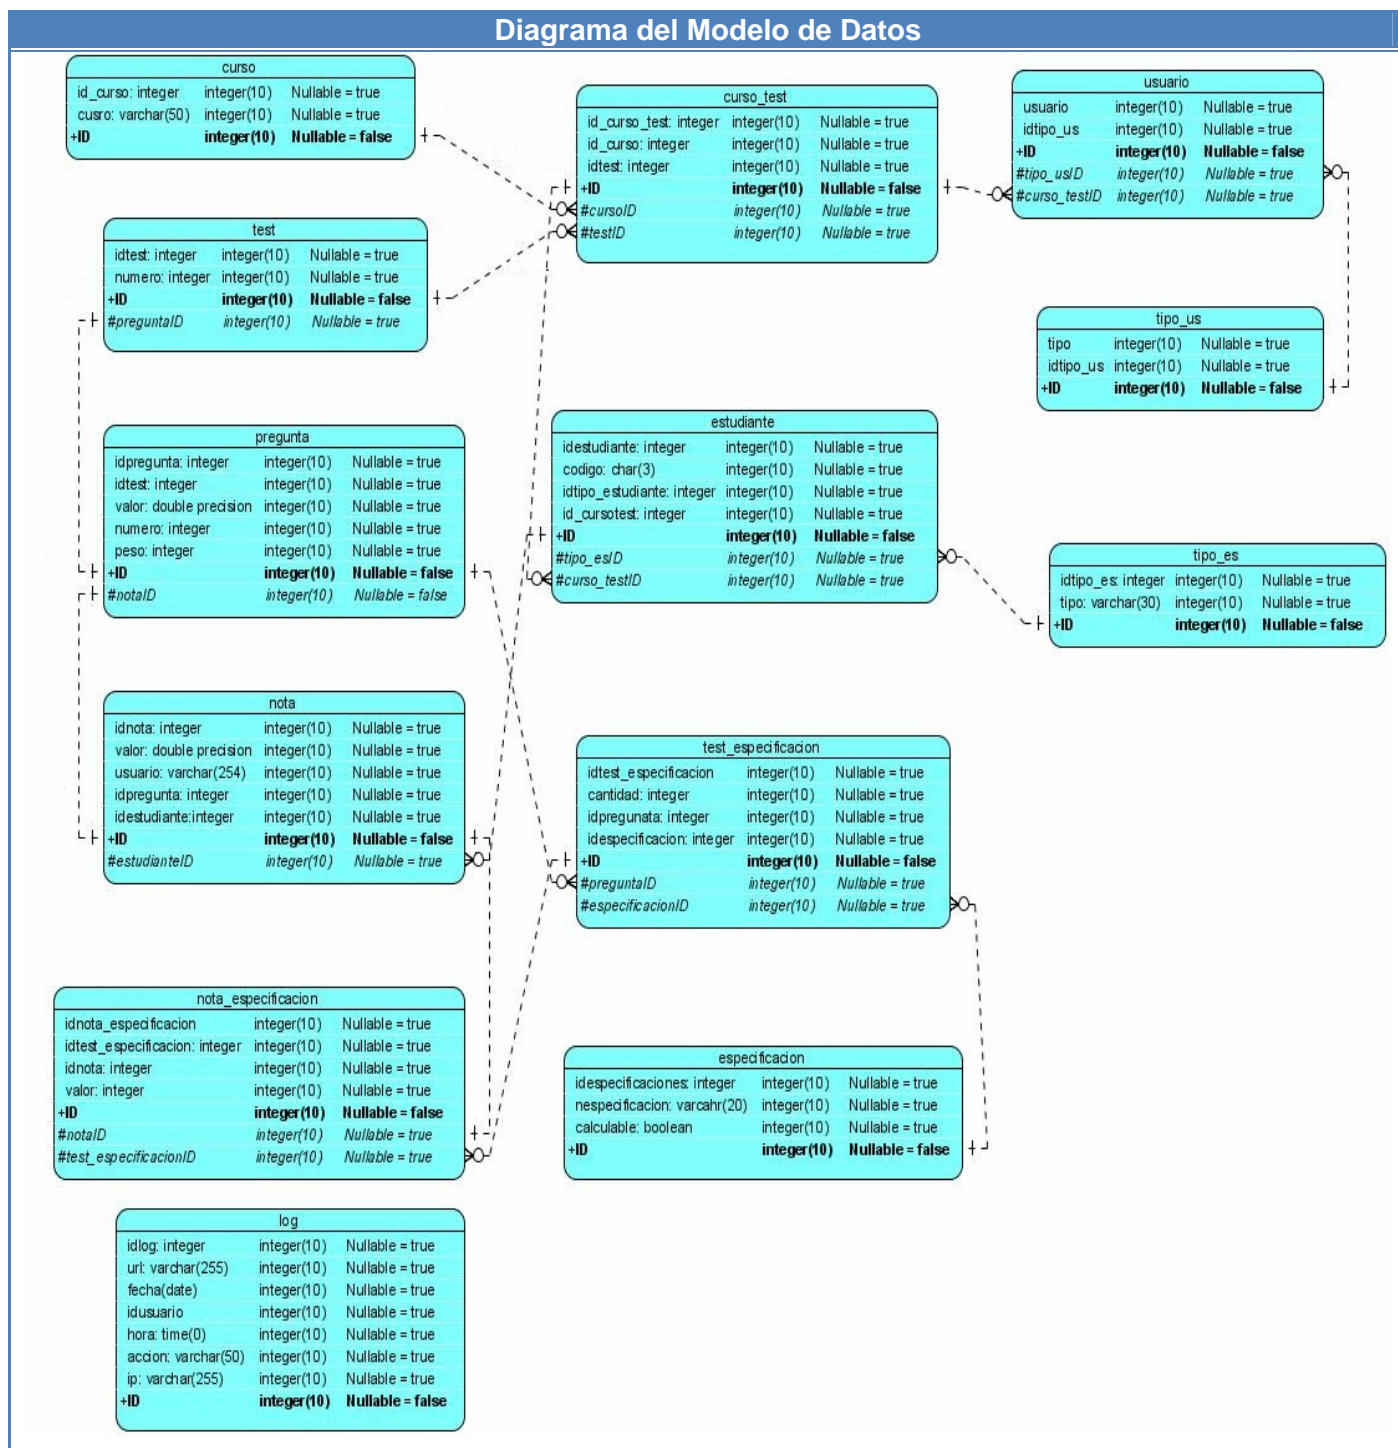 Diagrama del Modelo de Datos
curso
id_curso: integer integer(10) Nullable = true
cusro: varchar(50) integer(10) Nullable = true
+ID integer(10) Nullable = false
curso_test
id_curso_test: integer integer(10) Nullable = true
id_curso: integer integer(10) Nullable = true
idtest: integer integer(10) Nullable = true
+ID integer(10) Nullable = false
#cursoID integer(10) Nullable = true
#testID integer(10) Nullable = true
usuario
usuario integer(10) Nullable = true
idtipo_us integer(10) Nullable = true
+ID integer(10) Nullable = false
#tipo_usID integer(10) Nullable = true
#curso_testID integer(10) Nullable = true
test
idtest: integer integer(10) Nullable = true
numero: integer integer(10) Nullable = true
+ID integer(10) Nullable = false
#preguntaID integer(10) Nullable = true
tipo_us
tipo integer(10) Nullable = true
idtipo_us integer(10) Nullable = true
+ID integer(10) Nullable = false
pregunta
idpregunta: integer integer(10) Nullable = true
idtest: integer integer(10) Nullable = true
valor: double precision integer(10) Nullable = true
numero: integer integer(10) Nullable = true
peso: integer integer(10) Nullable = true
+ID integer(10) Nullable = false
#notaID integer(10) Nullable = false
estudiante
idestudiante: integer integer(10) Nullable = true
codigo: char(3) integer(10) Nullable = true
idtipo_estudiante: integer integer(10) Nullable = true
id_cursotest: integer integer(10) Nullable = true
+ID integer(10) Nullable = false
#tipo_esID integer(10) Nullable = true
#curso_testID integer(10) Nullable = true
tipo_es
idtipo_es: integer integer(10) Nullable = true
tipo: varchar(30) integer(10) Nullable = true
+ID integer(10) Nullable = false
nota
idnota: integer integer(10) Nullable = true
valor: double precision integer(10) Nullable = true
usuario: varchar(254) integer(10) Nullable = true
idpregunta: integer integer(10) Nullable = true
idestudiante:integer integer(10) Nullable = true
+ID integer(10) Nullable = false
#estudianteID integer(10) Nullable = true
test_especificacion
idtest_especificacion integer(10) Nullable = true
cantidad: integer integer(10) Nullable = true
idpregunata: integer integer(10) Nullable = true
idespecificacion: integer integer(10) Nullable = true
+ID integer(10) Nullable = false
#preguntaID integer(10) Nullable = true
#especificacionID integer(10) Nullable = true
nota_especificacion
idnota_especificacion integer(10) Nullable = true
idtest_especificacion: integer integer(10) Nullable = true
idnota: integer integer(10) Nullable = true
valor: integer integer(10) Nullable = true
+ID integer(10) Nullable = false
#notaID integer(10) Nullable = true
#test_especificacionID integer(10) Nullable = true
especificacion
idespecificaciones: integer integer(10) Nullable = true
nespecificacion: varcahr(20) integer(10) Nullable = true
calculable: boolean integer(10) Nullable = true
+ID integer(10) Nullable = false
log
idlog: integer integer(10) Nullable = true
url: varchar(255) integer(10) Nullable = true
fecha(date) integer(10) Nullable = true
idusuario integer(10) Nullable = true
hora: time(0) integer(10) Nullable = true
accion: varchar(50) integer(10) Nullable = true
ip: varchar(255) integer(10) Nullable = true
+ID integer(10) Nullable = false